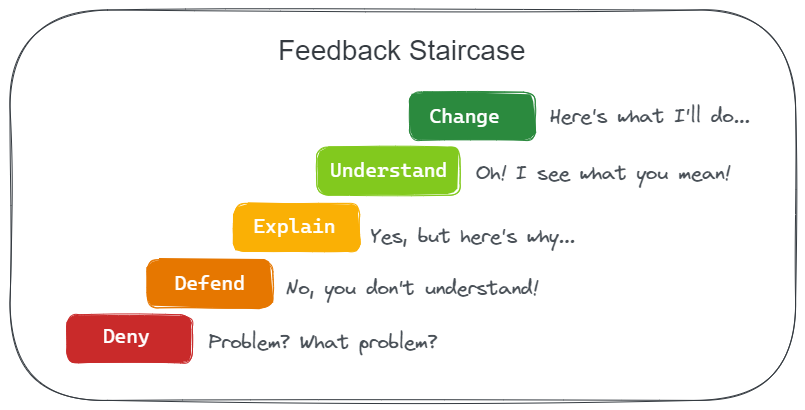 Feedback Staircase
Change Here's what I'll do...
Understand Oh! I see what you mean!
Explain Yes, but here's why...
Defend No, you don't understand!
Deny Problem? What problem?